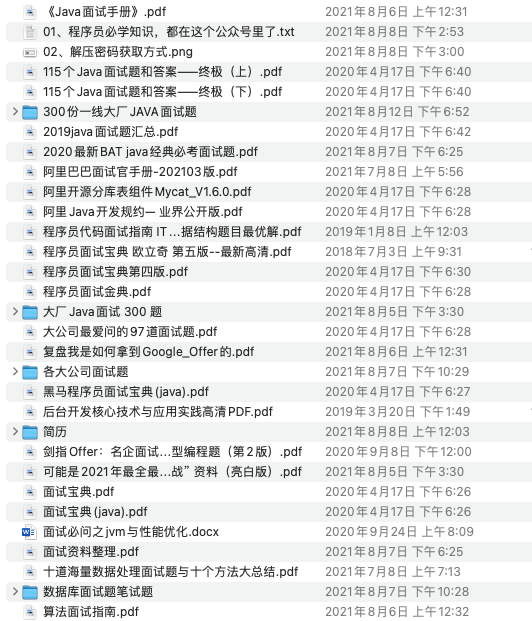 《Java面试手册》.pdf 2021年8月6日 上午12:31
01、程序员必学知识，都在这个公众号里了.txt 2021年8月8日 下午2:53
02、解压密码获取方式.png 2021年8月8日 下午3:00
115个Java面试题和答案——终极（上）.pdf 2020年4月17日 下午6:40
115个Java面试题和答案——终极（下）.pdf 2020年4月17日 下午6:40
300份一线大厂JAVA面试题 2021年8月12日 下午6:52
2019java面试题汇总.pdf 2020年4月17日 下午6:42
2020最新BAT java经典必考面试题.pdf 2021年8月7日 下午6:25
阿里巴巴面试官手册-202103版.pdf 2021年7月8日 上午5:56
阿里开源分库表组件Mycat_V1.6.0.pdf 2020年4月17日 下午6:28
阿里Java开发规约— 业界公开版.pdf 2020年4月17日 下午6:28
程序员代码面试指南 IT...据结构题目最优解.pdf 2019年1月8日 上午12:03
程序员面试宝典 欧立奇 第五版--最新高清.pdf 2018年7月3日 上午9:31
程序员面试宝典第四版.pdf 2020年4月17日 下午6:30
程序员面试金典.pdf 2020年4月17日 下午6:28
大厂Java面试 300 题 2021年8月5日 下午3:30
大公司最爱问的97道面试题.pdf 2020年4月17日 下午6:28
复盘我是如何拿到Google_Offer的.pdf 2021年8月6日 上午12:31
各大公司面试题 2021年8月7日 下午10:29
黑马程序员面试宝典(java).pdf 2020年4月17日 下午6:27
后台开发核心技术与应用实践高清PDF.pdf 2019年3月20日 下午1:49
简历 2021年8月8日 上午12:03
剑指Offer：名企面试...型编程题（第2版）.pdf 2020年9月8日 下午12:00
可能是2021年最全最...战”资料（亮白版）.pdf 2021年8月5日 下午3:30
面试宝典.pdf 2020年4月17日 下午6:26
面试宝典(java).pdf 2020年4月17日 下午6:26
面试必问之jvm与性能优化.docx 2020年9月24日 上午8:09
面试资料整理.pdf 2021年8月7日 下午6:25
十道海量数据处理面试题与十个方法大总结.pdf 2021年7月8日 上午7:13
数据库面试题笔试题 2021年8月7日 下午10:28
算法面试指南.pdf 2021年8月6日 上午12:32